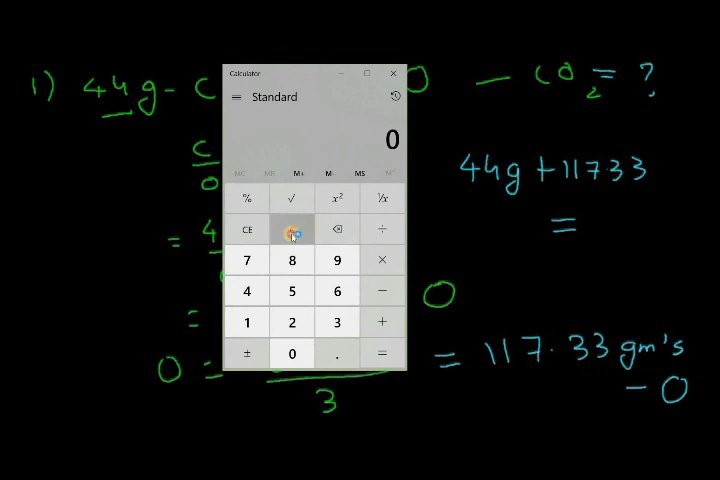 1) 44g - C O - CO2 = ?
Calculator
Standard
0
MC MR M+ M- MS M
C
O
44g + 11733
=
% √ x² ¹/x
CE ÷
7 8 9 ×
= 4
4 5 6 −
= O
1 2 3 +
± 0 . =
O =
3
= 117.33 gm's
- O